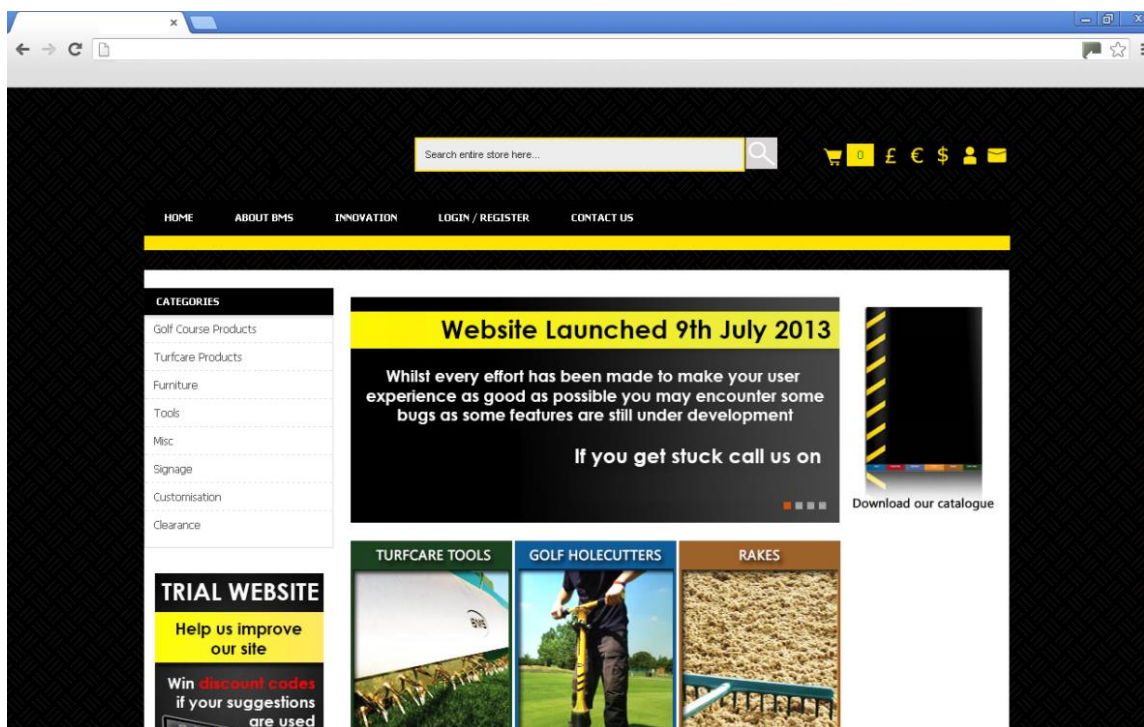 Search entire store here...
0 £ € $
HOME ABOUT BMS INNOVATION LOGIN / REGISTER CONTACT US
CATEGORIES
Golf Course Products
Turfcare Products
Furniture
Tools
Misc
Signage
Customisation
Clearance
Website Launched 9th July 2013
Whilst every effort has been made to make your user
experience as good as possible you may encounter some
bugs as some features are still under development
If you get stuck call us on
Download our catalogue
TURFCARE TOOLS
GOLF HOLECUTTERS
RAKES
BMS
TRIAL WEBSITE
Help us improve
our site
Win discount codes
if your suggestions
are used